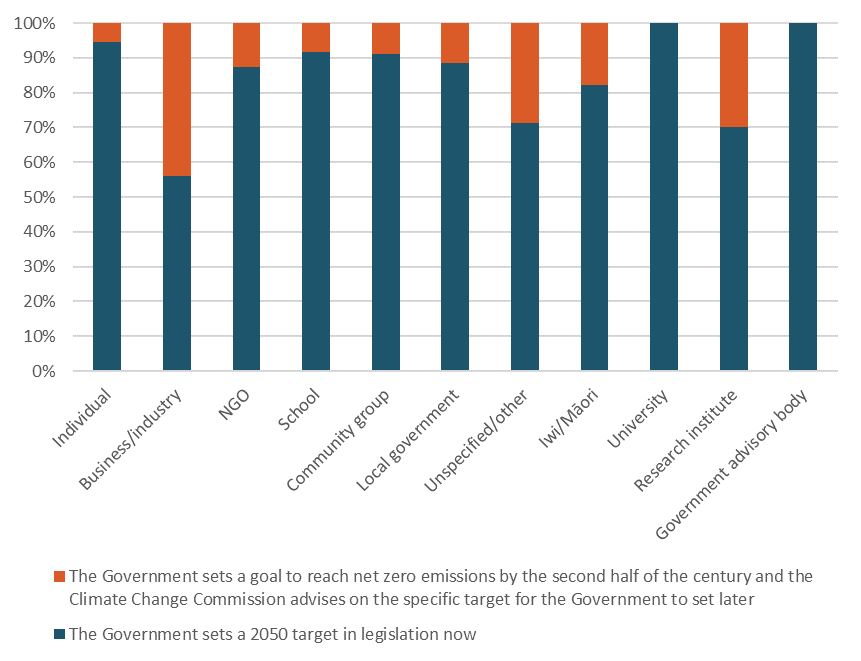 100%
90%
80%
70%
60%
50%
40%
30%
20%
10%
0%
Individual
Business/industry
NGO
School
Community group
Local government
Unspecified/other
Iwi/Māori
University
Research institute
Government advisory body
The Government sets a goal to reach net zero emissions by the second half of the century and the
Climate Change Commission advises on the specific target for the Government to set later
The Government sets a 2050 target in legislation now